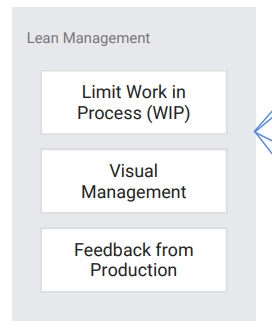 Lean Management
Limit Work in
Process (WIP)
Visual
Management
Feedback from
Production